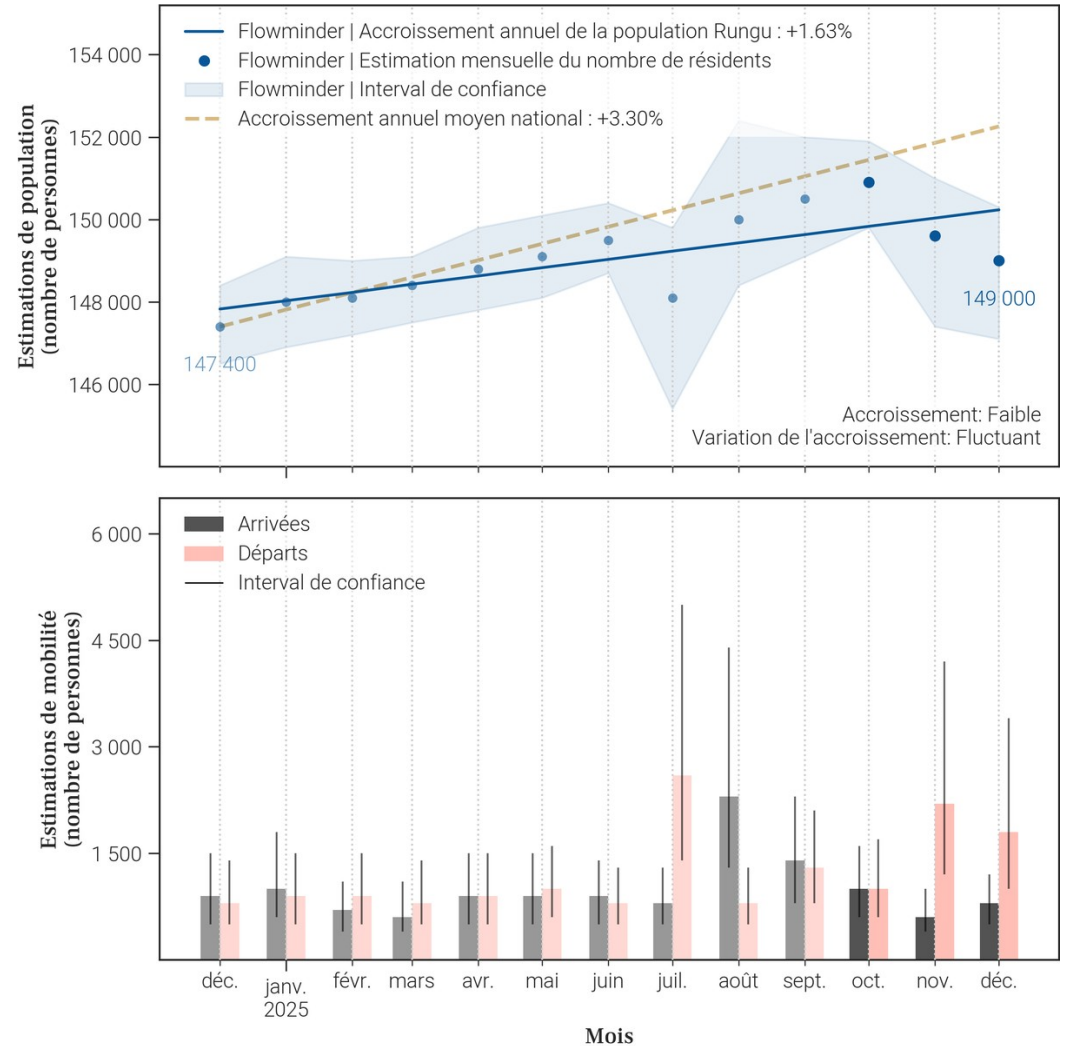 Flowminder | Accroissement annuel de la population Rungu : +1.63%
Flowminder | Estimation mensuelle du nombre de résidents
Flowminder | Interval de confiance
Accroissement annuel moyen national : +3.30%
Estimations de population
(nombre de personnes)
154 000
152 000
150 000
148 000
146 000
147 400
149 000
Accroissement: Faible
Variation de l'accroissement: Fluctuant
Arrivées
Départs
Interval de confiance
Estimations de mobilité
(nombre de personnes)
6 000
4 500
3 000
1 500
déc. janv. févr. mars avr. mai juin juil. août sept. oct. nov. déc.
2025
Mois